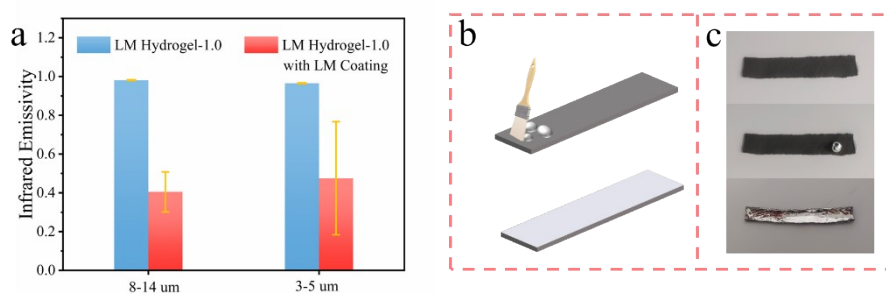 a
1.2
1.0
0.8
0.6
0.4
0.2
0.0
Infrared Emissivity
LM Hydrogel-1.0
LM Hydrogel-1.0
with LM Coating
8-14 um
3-5 um
b
c